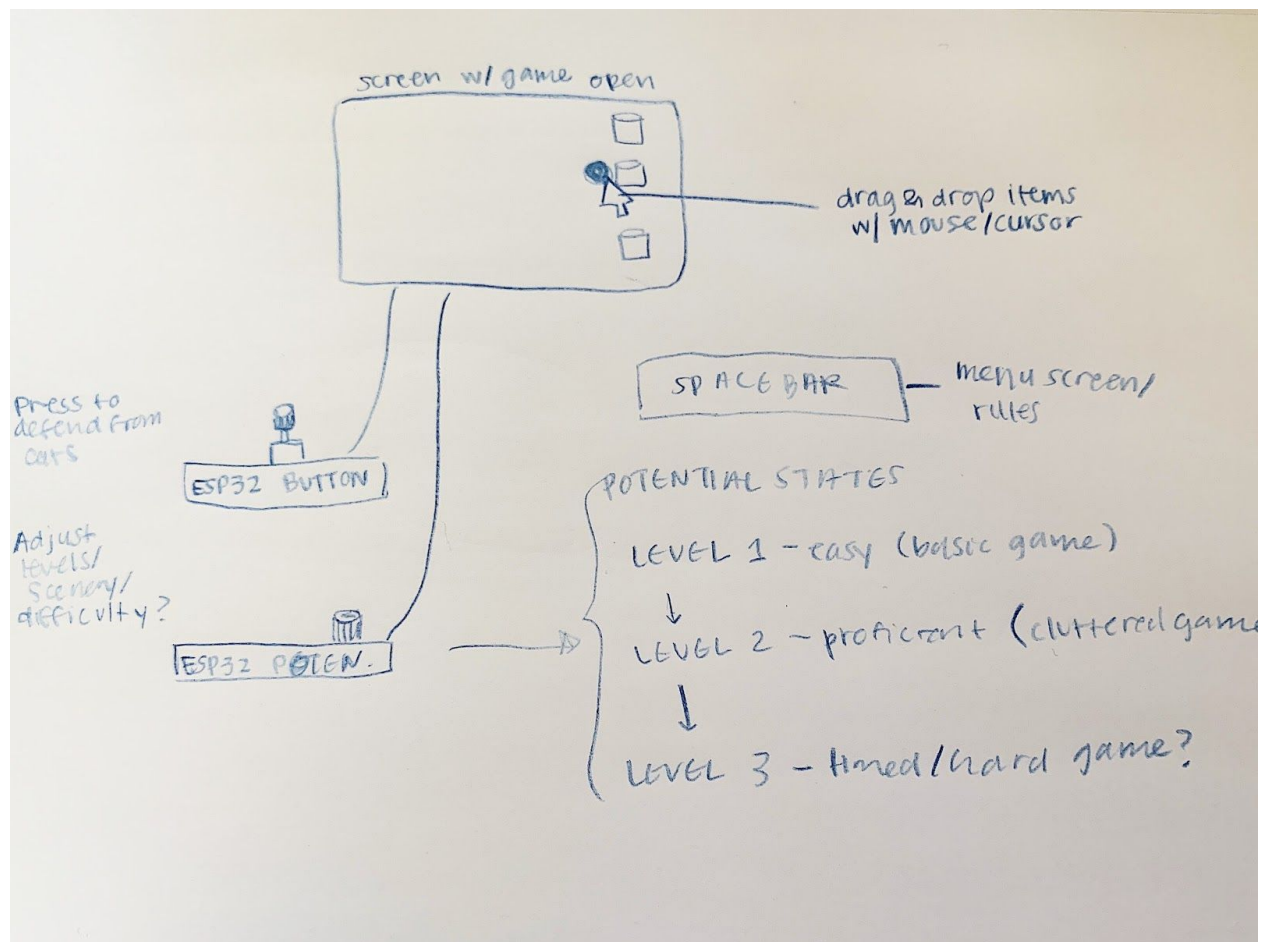 screen w/ game open
drag & drop items
w/ mouse/cursor
SPACEBAR
menu screen/
rules
Press to
defend from
cats
ESP32 BUTTON
POTENTIAL STATES
LEVEL 1 - easy (basic game)
Adjust
levels/
scenery/
difficulty?
LEVEL 2 - proficient (cluttered game
ESP32 POTEN.
LEVEL 3 - timed/hard game?